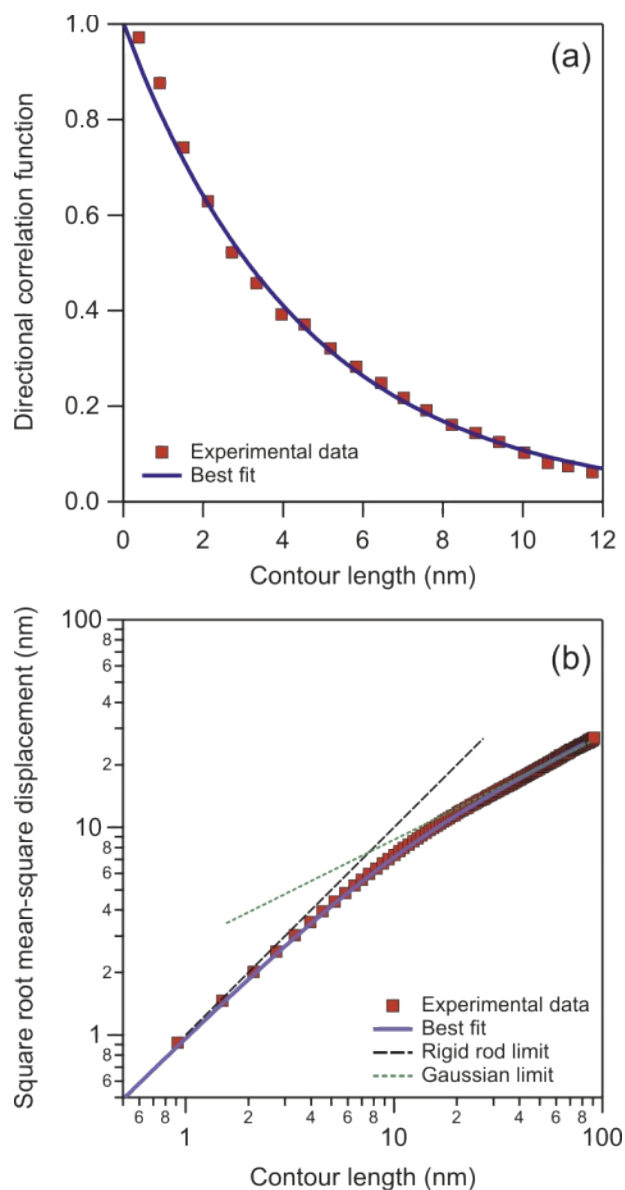 1.0
(a)
0.8
0.6
0.4
0.2
0.0
Directional correlation function
Experimental data
Best fit
0 2 4 6 8 10 12
Contour length (nm)
100
(b)
8
6
4
2
10
8
6
4
2
1
8
6
Square root mean-square displacement (nm)
Experimental data
Best fit
Rigid rod limit
Gaussian limit
6 8 1 2 4 6 8 10 2 4 6 8 100
Contour length (nm)